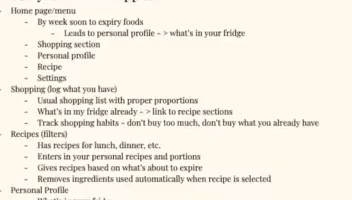 - Home page/menu
- By week soon to expiry foods
- Leads to personal profile - > what's in your fridge
- Shopping section
- Personal profile
- Recipe
- Settings
- Shopping (log what you have)
- Usual shopping list with proper proportions
- What's in my fridge already - > link to recipe sections
- Track shopping habits - don't buy too much, don't buy what you already have
- Recipes (filters)
- Has recipes for lunch, dinner, etc.
- Enters in your personal recipes and portions
- Gives recipes based on what's about to expire
- Removes ingredients used automatically when recipe is selected
- Personal Profile